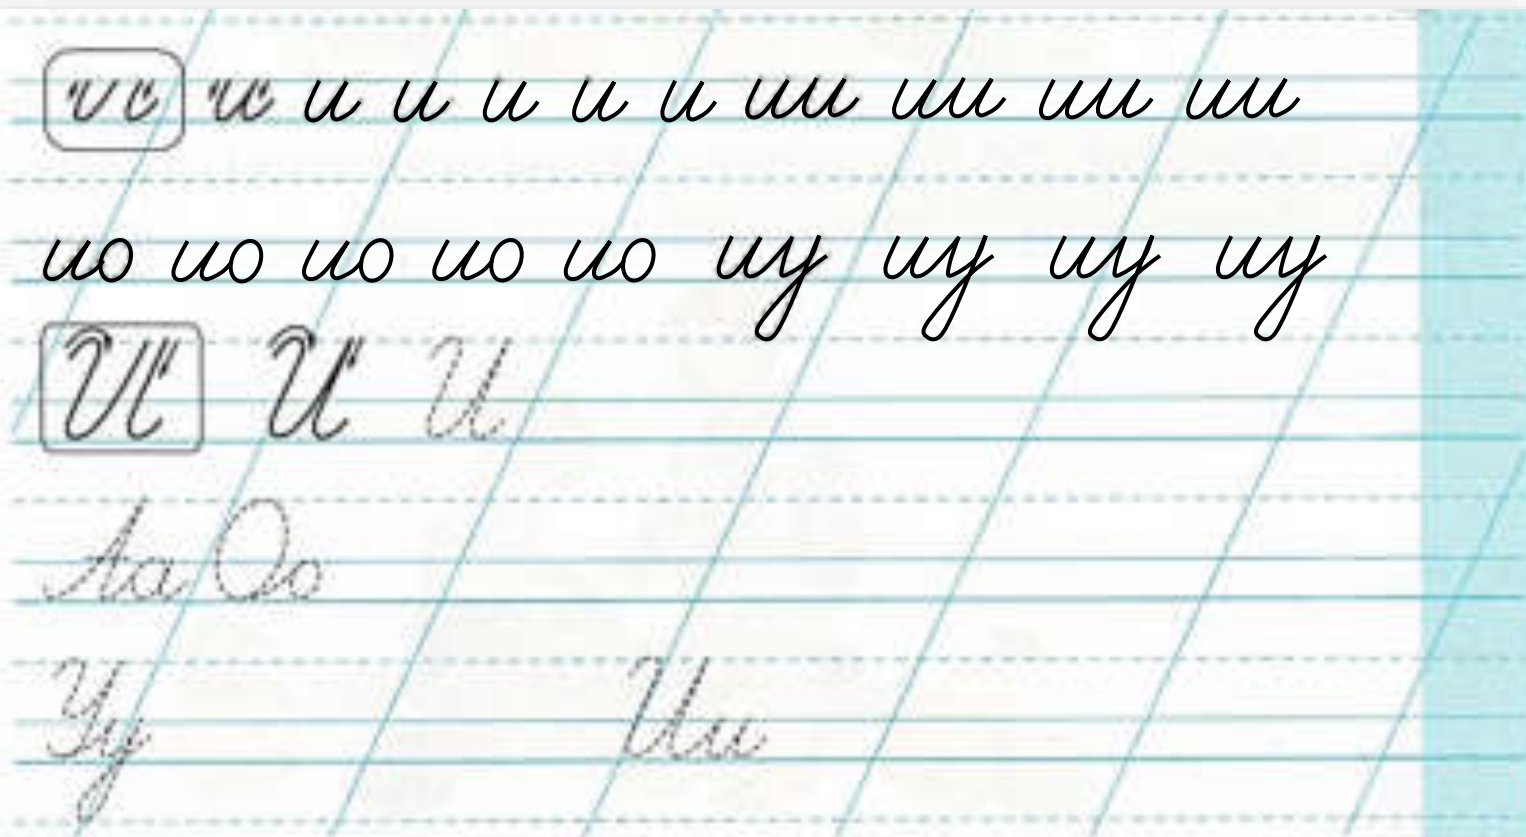 и и и и и и и ии ии ии ии
ио ио ио ио ио иу иу иу иу
И И И
Аа Оо
Уу Ии